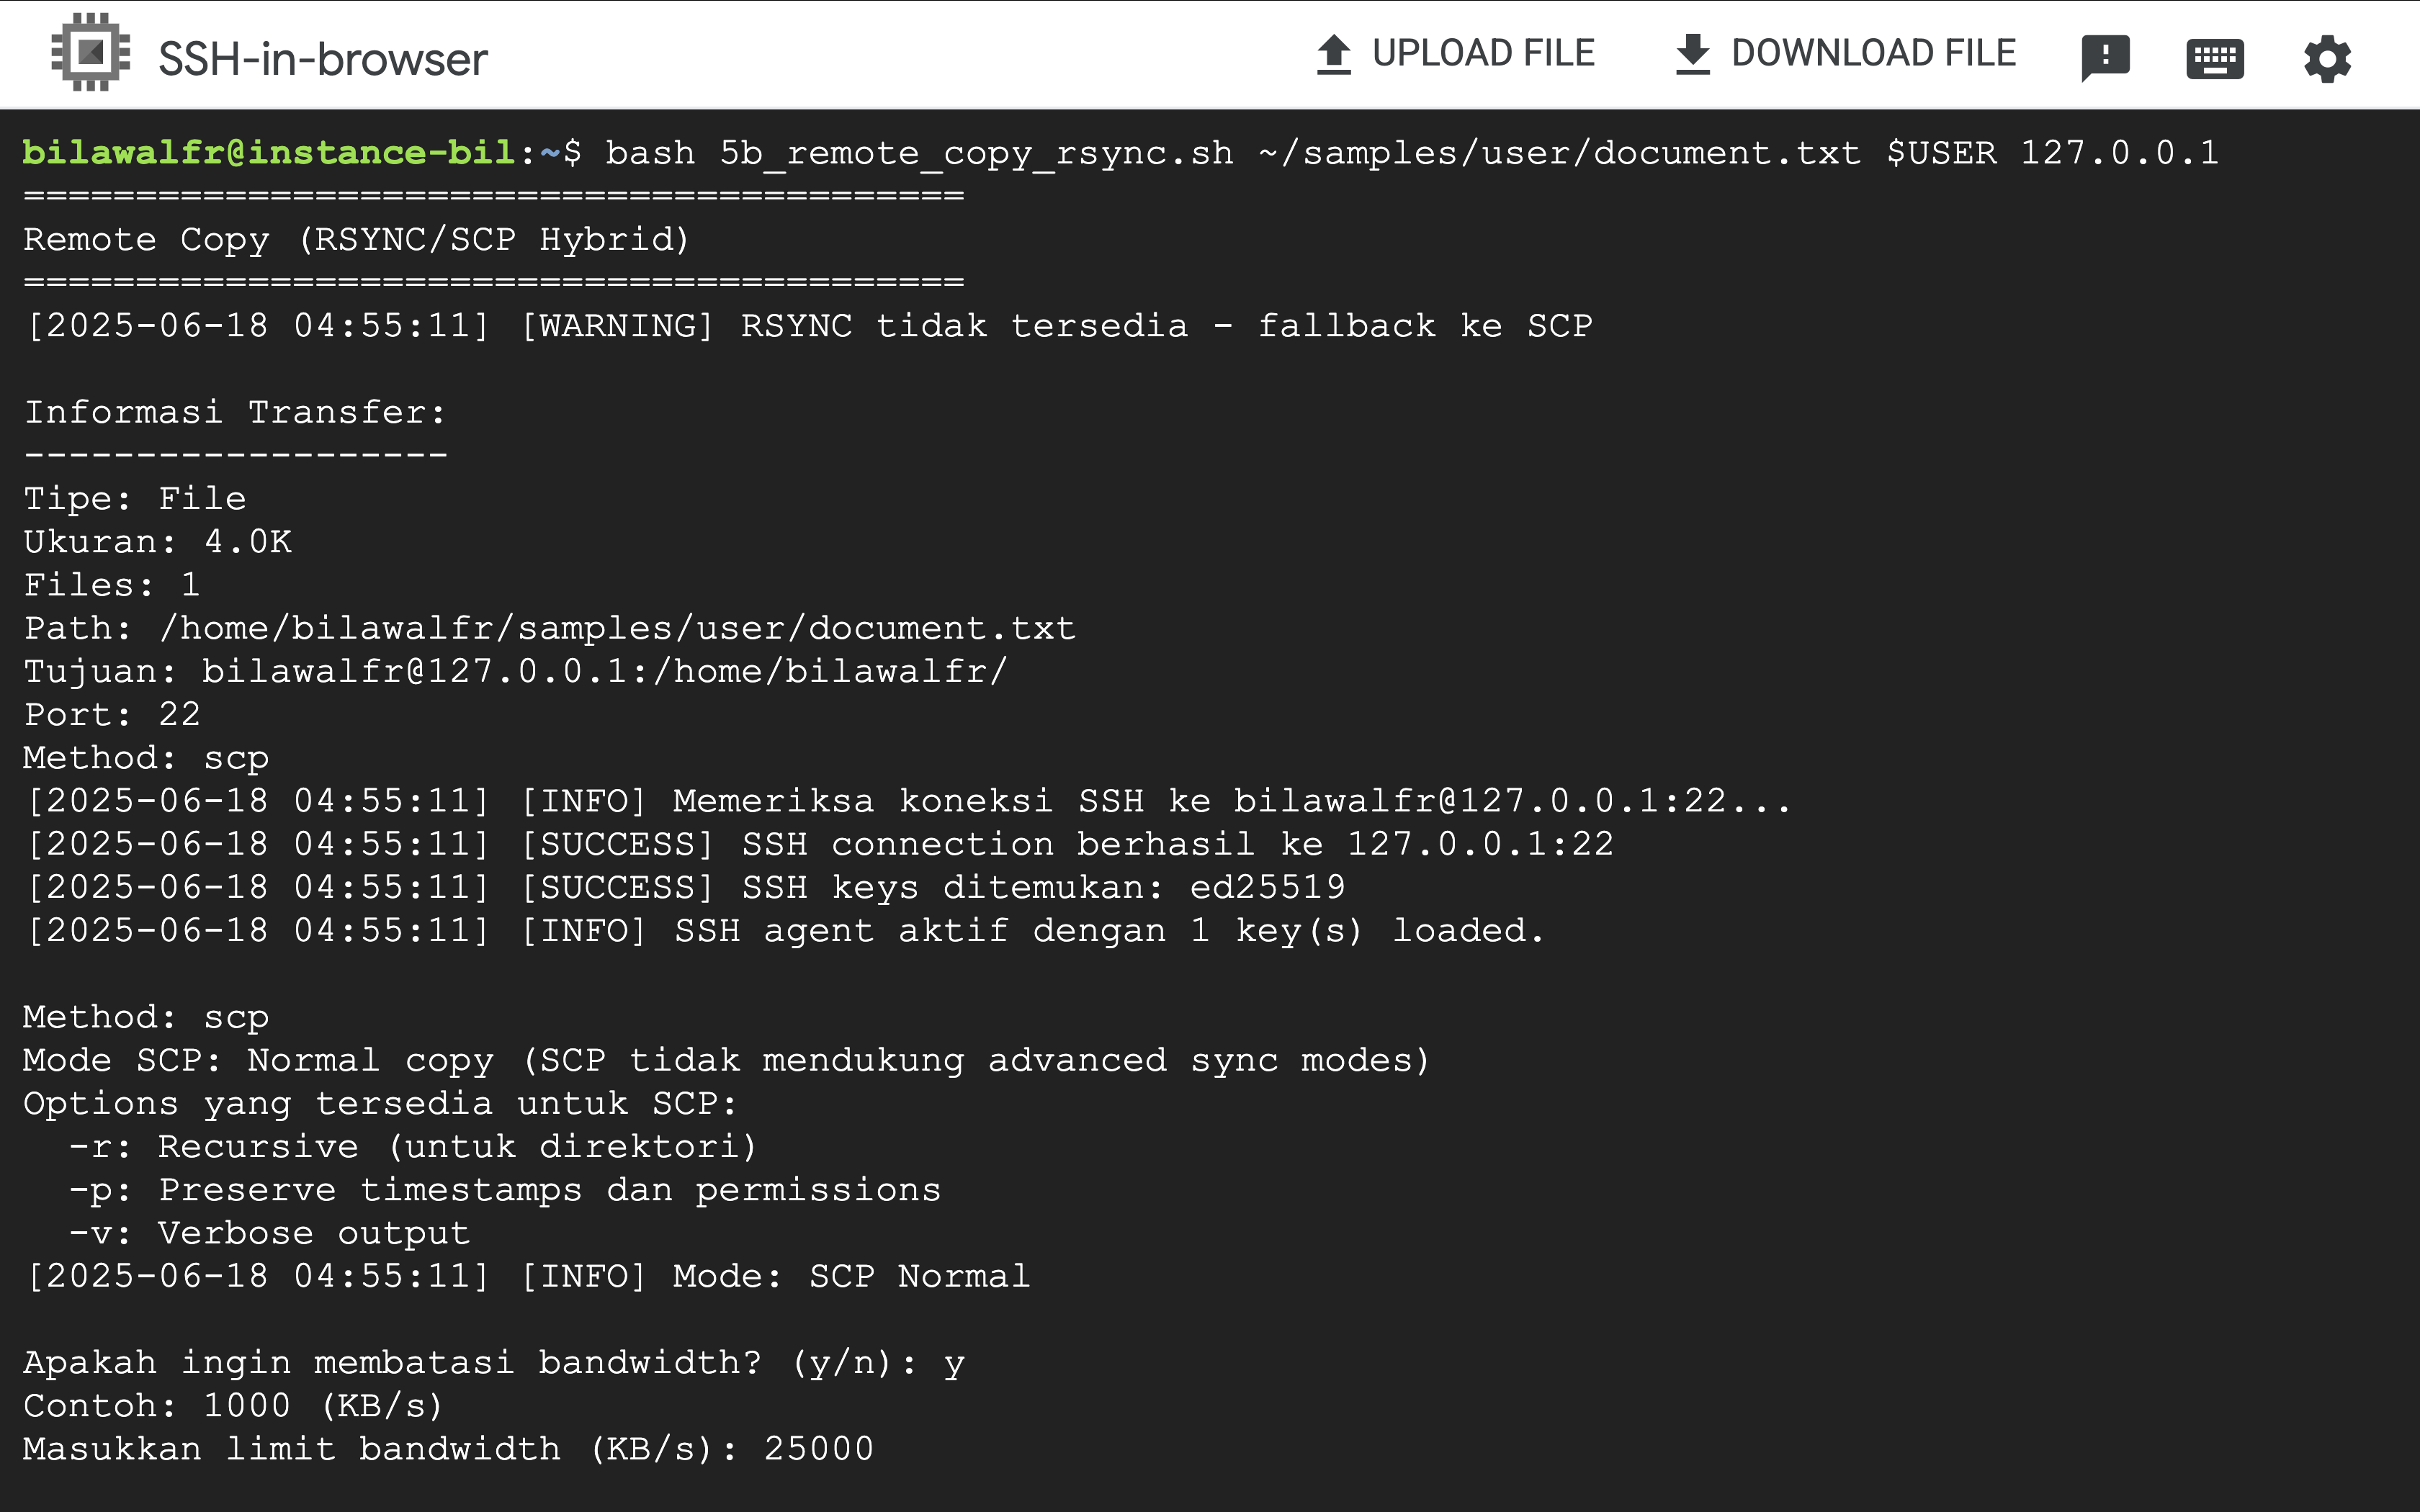 SSH-in-browser
UPLOAD FILE
DOWNLOAD FILE
bilawalfr@instance-bil:~$ bash 5b_remote_copy_rsync.sh ~/samples/user/document.txt $USER 127.0.0.1
==========================================
Remote Copy (RSYNC/SCP Hybrid)
==========================================
[2025-06-18 04:55:11] [WARNING] RSYNC tidak tersedia - fallback ke SCP
Informasi Transfer:
-------------------
Tipe: File
Ukuran: 4.0K
Files: 1
Path: /home/bilawalfr/samples/user/document.txt
Tujuan: bilawalfr@127.0.0.1:/home/bilawalfr/
Port: 22
Method: scp
[2025-06-18 04:55:11] [INFO] Memeriksa koneksi SSH ke bilawalfr@127.0.0.1:22...
[2025-06-18 04:55:11] [SUCCESS] SSH connection berhasil ke 127.0.0.1:22
[2025-06-18 04:55:11] [SUCCESS] SSH keys ditemukan: ed25519
[2025-06-18 04:55:11] [INFO] SSH agent aktif dengan 1 key(s) loaded.
Method: scp
Mode SCP: Normal copy (SCP tidak mendukung advanced sync modes)
Options yang tersedia untuk SCP:
  -r: Recursive (untuk direktori)
  -p: Preserve timestamps dan permissions
  -v: Verbose output
[2025-06-18 04:55:11] [INFO] Mode: SCP Normal
Apakah ingin membatasi bandwidth? (y/n): y
Contoh: 1000 (KB/s)
Masukkan limit bandwidth (KB/s): 25000